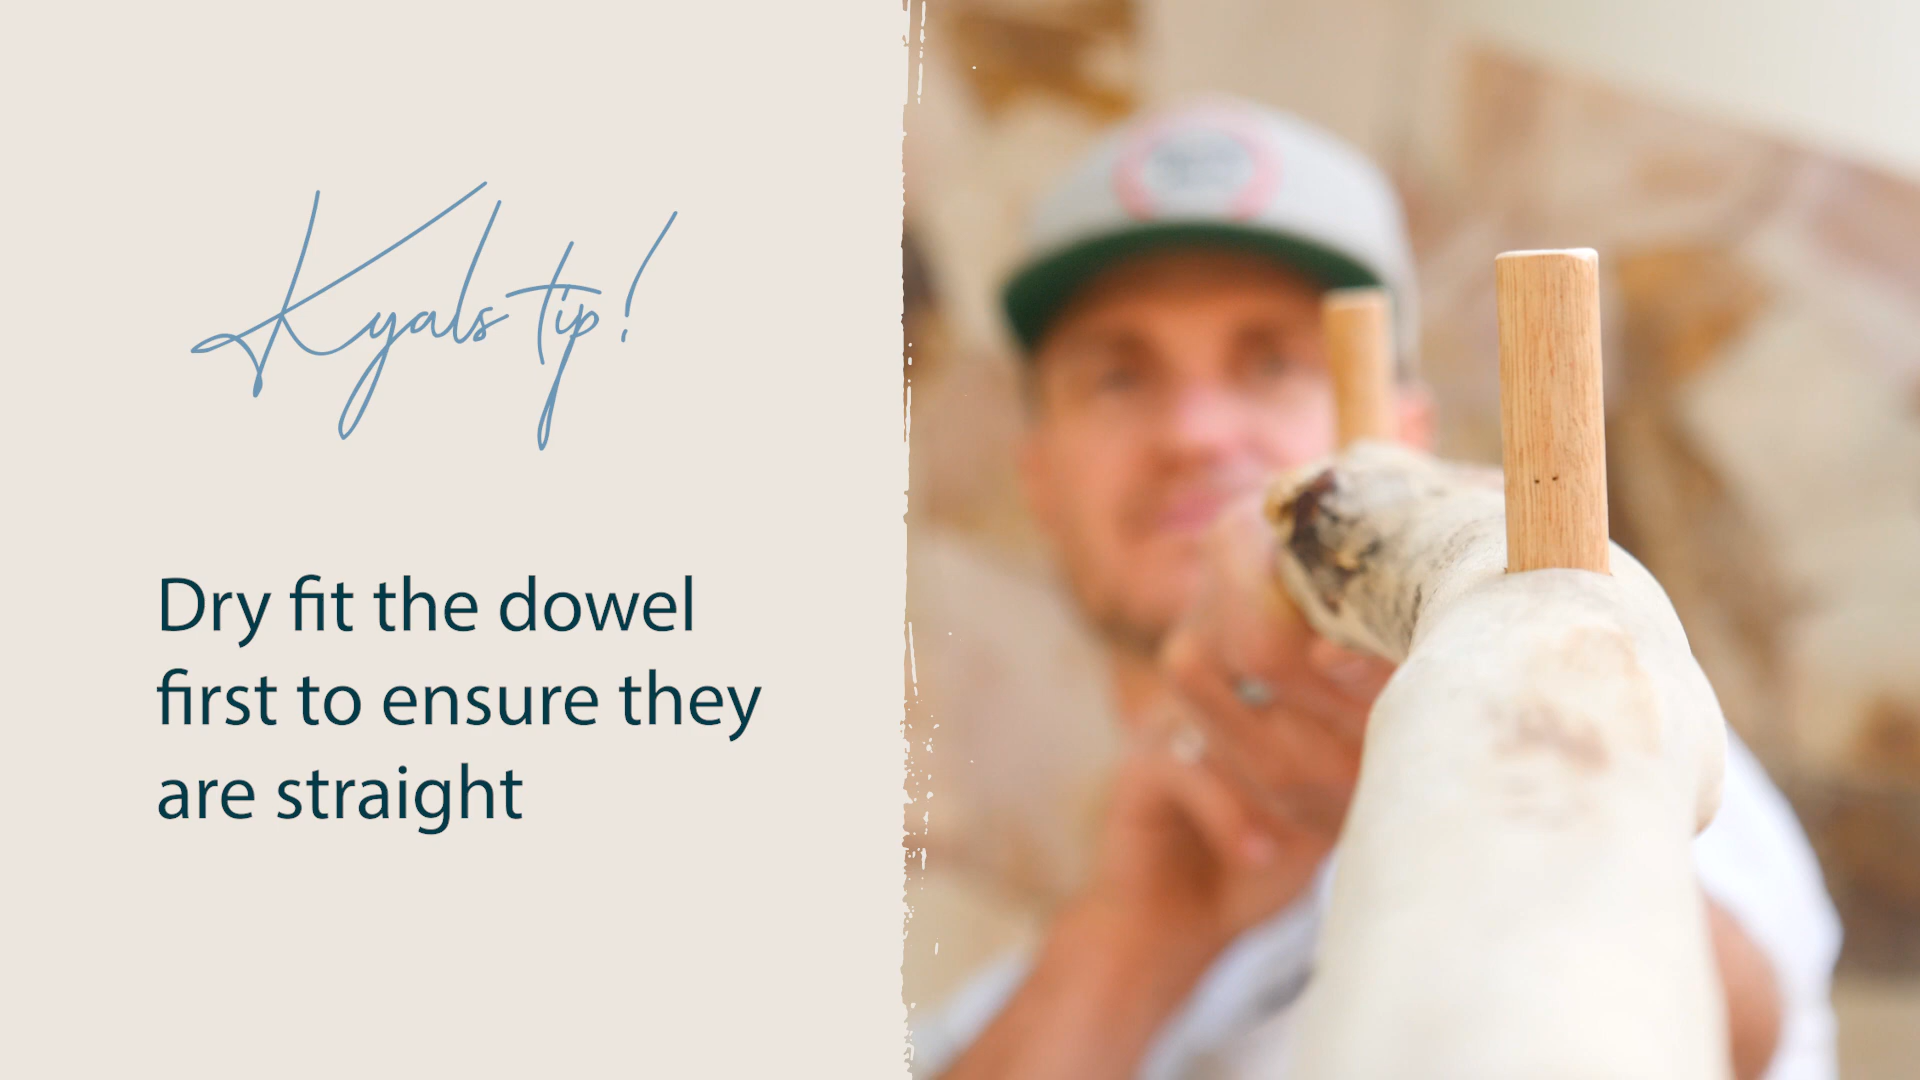 Kyals tip!
Dry fit the dowel
first to ensure they
are straight